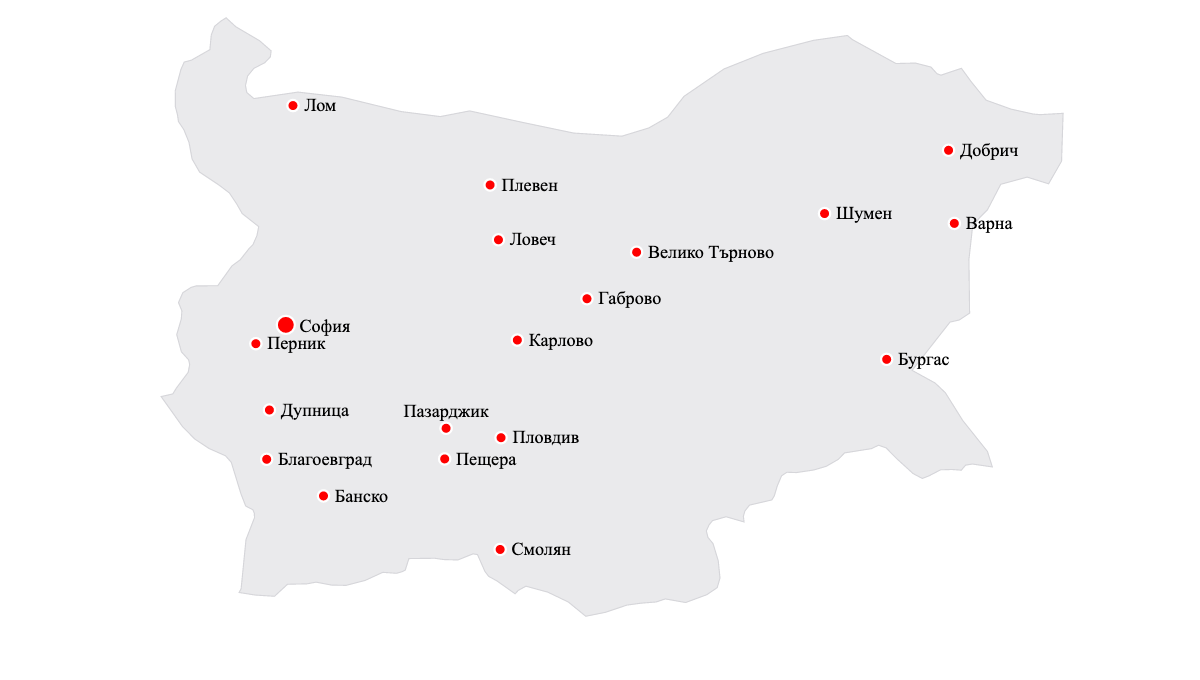 Лом
Добрич
Плевен
Шумен
Варна
Ловеч
Велико Търново
Габрово
София
Карлово
Перник
Бургас
Дупница
Пазарджик
Пловдив
Благоевград
Пещера
Банско
Смолян